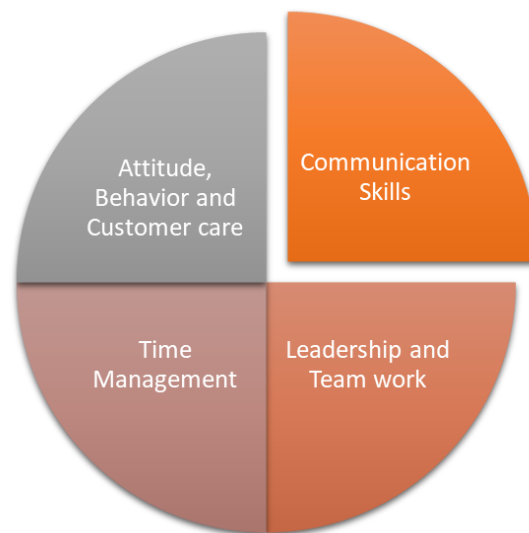 Attitude,
Behavior and
Customer care
Communication
Skills
Time
Management
Leadership and
Team work